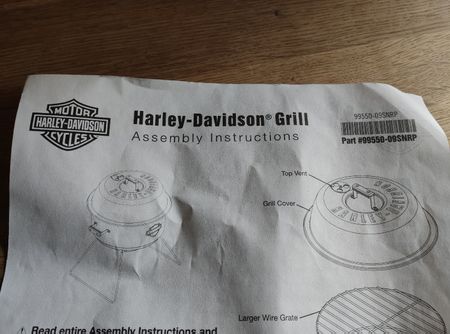 MOTOR
HARLEY-DAVIDSON
CYCLES
Harley-Davidson® Grill
Assembly Instructions
99550-09SNRP
Part #99550-09SNRP
Top Vent
Grill Cover
Larger Wire Grate
⚠ Read entire Assembly Instructions and